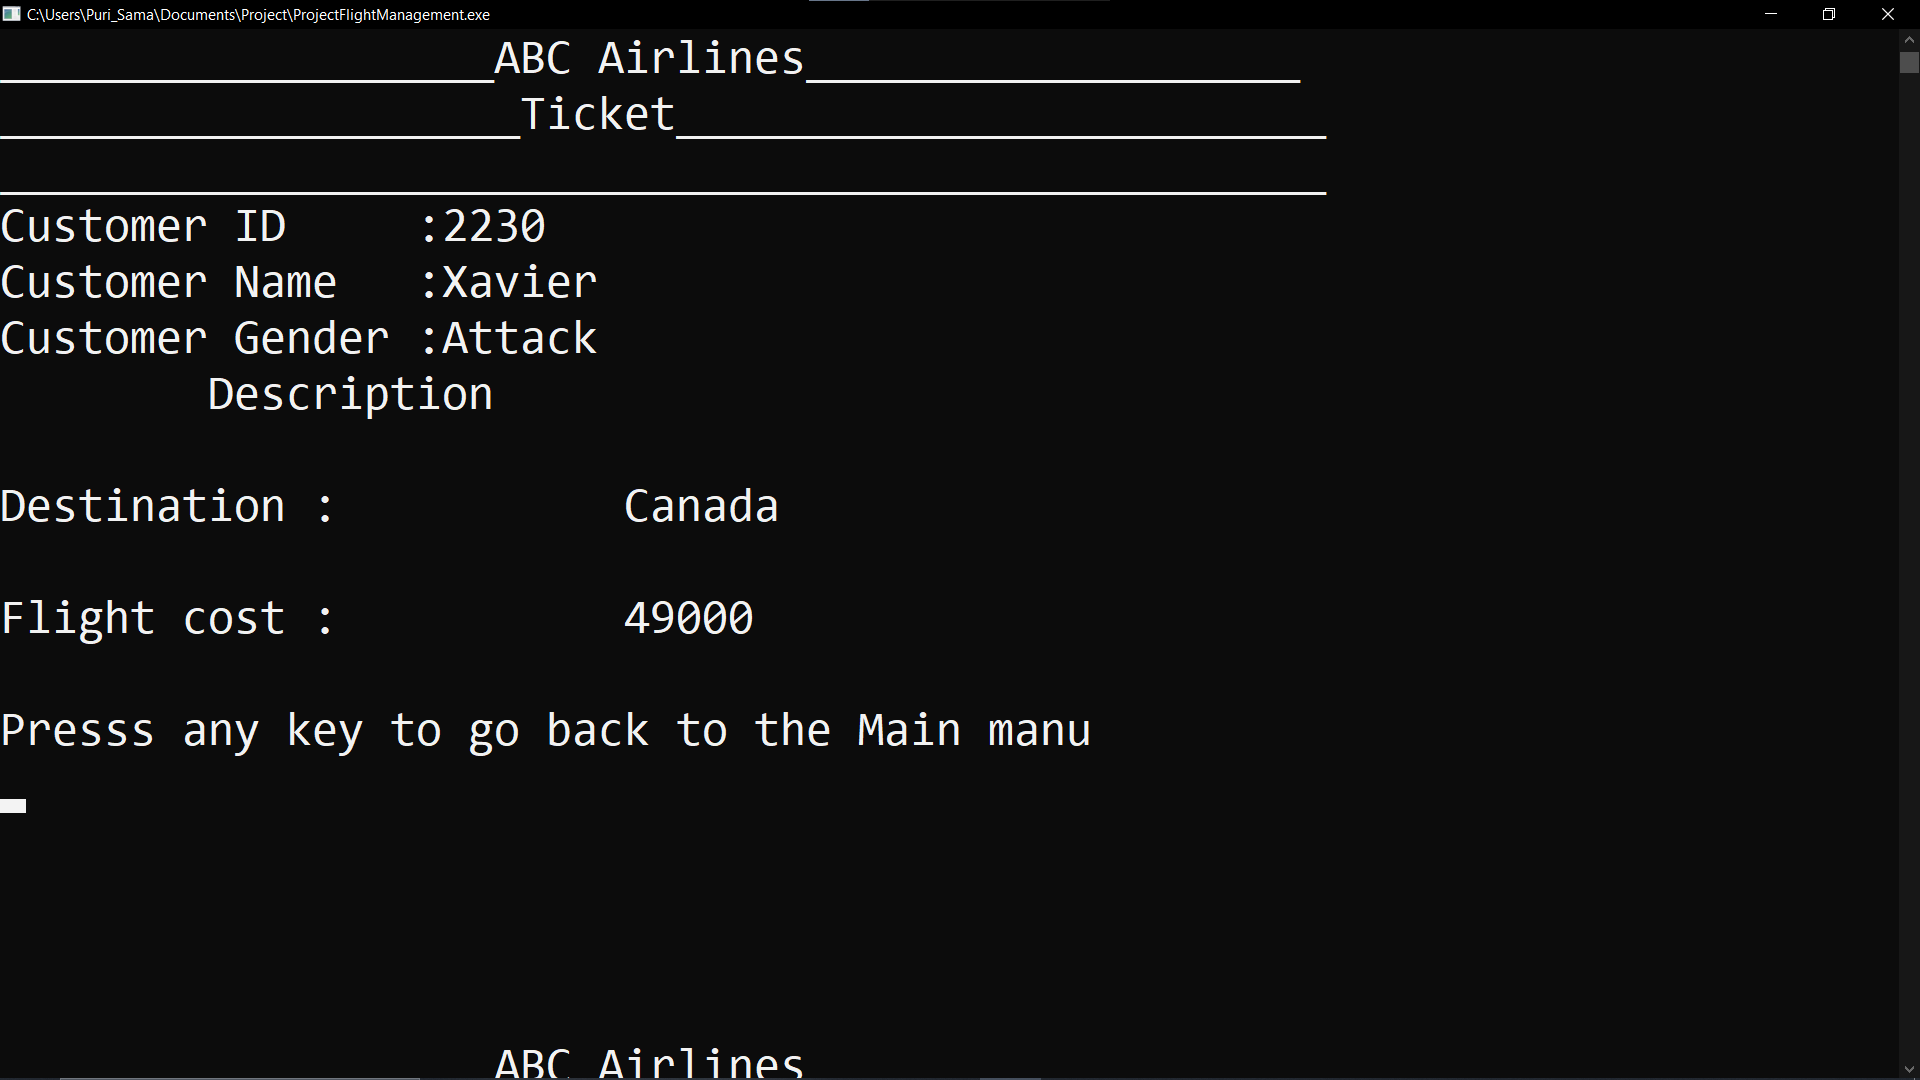 C:\Users\Puri_Sama\Documents\Project\ProjectFlightManagement.exe
___________________ABC Airlines___________________
____________________Ticket_________________________
___________________________________________________
Customer ID     :2230
Customer Name   :Xavier
Customer Gender :Attack
        Description
Destination :           Canada
Flight cost :           49000
Presss any key to go back to the Main manu
ABC Airlines